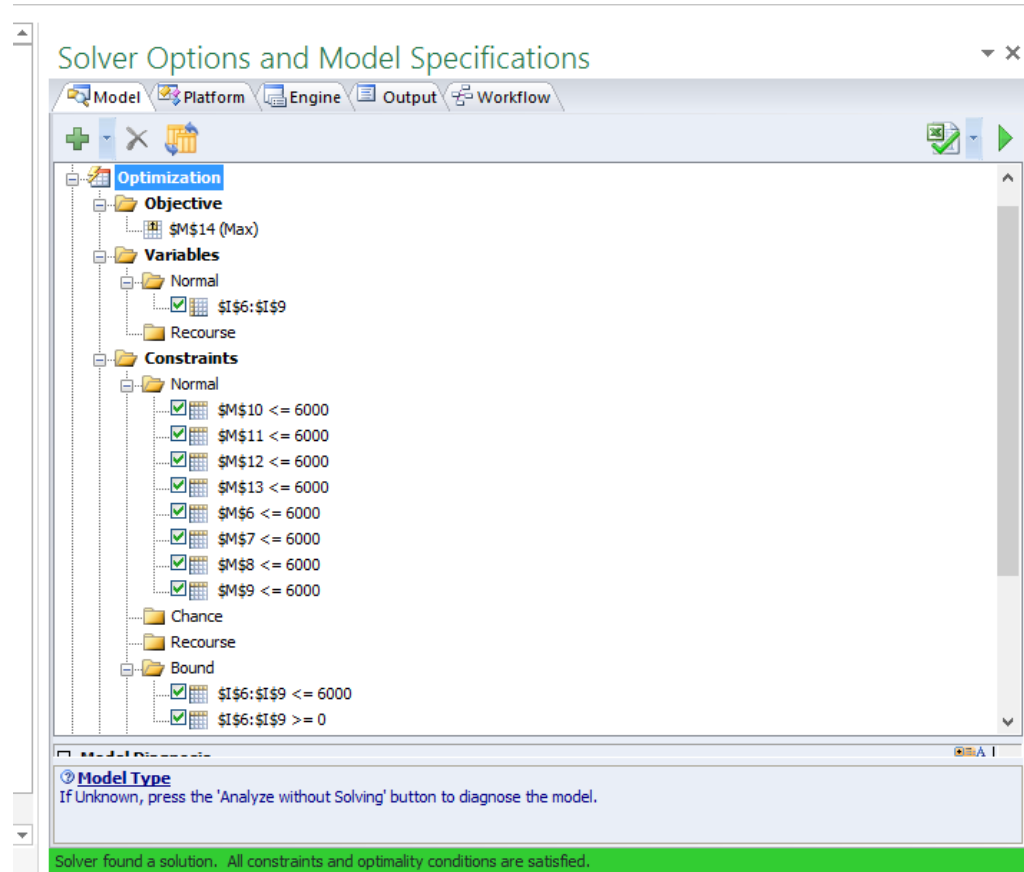 Solver Options and Model Specifications
Model Platform Engine Output Workflow
Optimization
Objective
$M$14 (Max)
Variables
Normal
$I$6:$I$9
Recourse
Constraints
Normal
$M$10 <= 6000
$M$11 <= 6000
$M$12 <= 6000
$M$13 <= 6000
$M$6 <= 6000
$M$7 <= 6000
$M$8 <= 6000
$M$9 <= 6000
Chance
Recourse
Bound
$I$6:$I$9 <= 6000
$I$6:$I$9 >= 0
Model Diagnosis
Model Type
If Unknown, press the 'Analyze without Solving' button to diagnose the model.
Solver found a solution. All constraints and optimality conditions are satisfied.